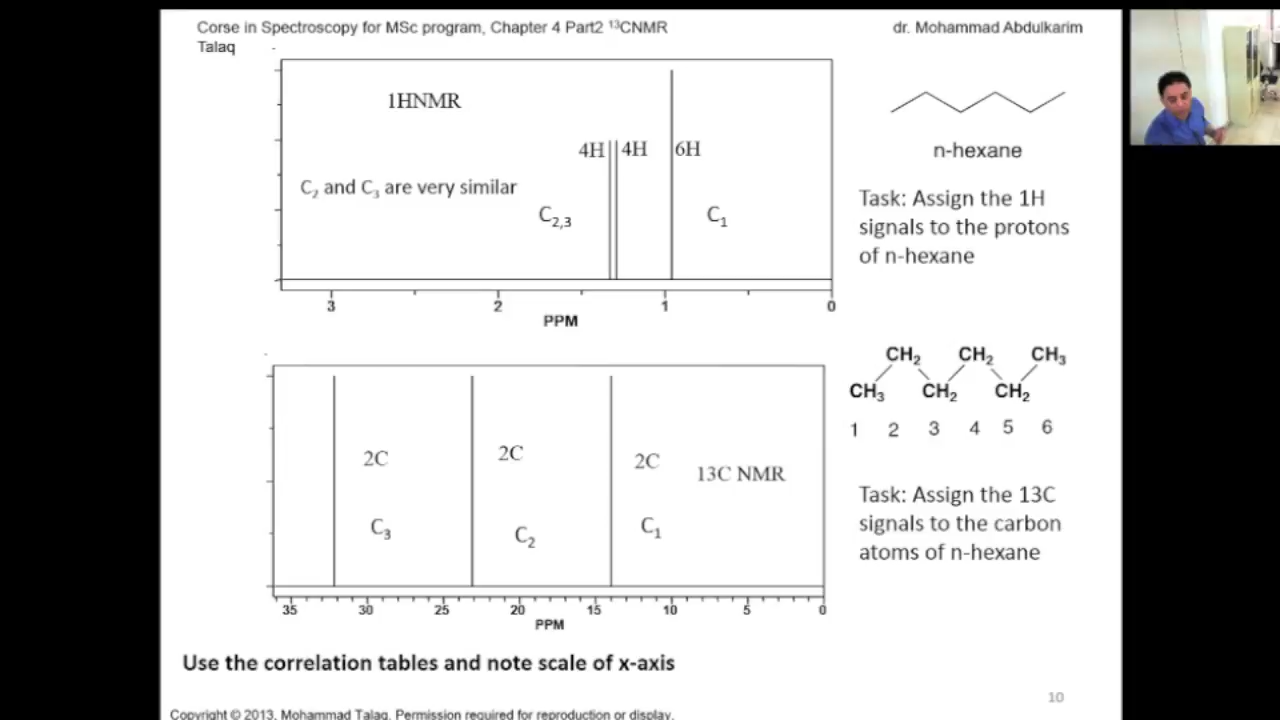 Corse in Spectroscopy for MSc program, Chapter 4 Part2 ¹³CNMR dr. Mohammad Abdulkarim
Talaq
1HNMR
4H 4H 6H
C₂ and C₃ are very similar
C₂,₃ C₁
3 2 1 0
PPM
n-hexane
Task: Assign the 1H
signals to the protons
of n-hexane
2C 2C 2C 13C NMR
C₃ C₂ C₁
35 30 25 20 15 10 5 0
PPM
CH₂ CH₂ CH₃
CH₃ CH₂ CH₂
1 2 3 4 5 6
Task: Assign the 13C
signals to the carbon
atoms of n-hexane
Use the correlation tables and note scale of x-axis
10
Copyright © 2013, Mohammad Talaq. Permission required for reproduction or display.